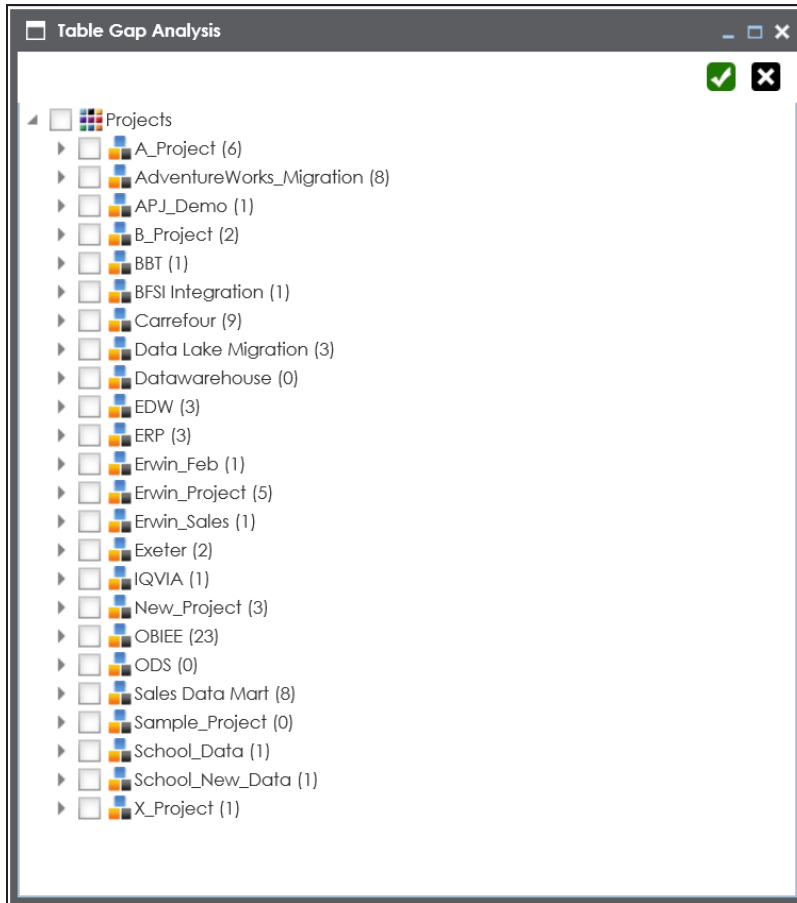 Table Gap Analysis
Projects
A_Project (6)
AdventureWorks_Migration (8)
APJ_Demo (1)
B_Project (2)
BBT (1)
BFSI Integration (1)
Carrefour (9)
Data Lake Migration (3)
Datawarehouse (0)
EDW (3)
ERP (3)
Erwin_Feb (1)
Erwin_Project (5)
Erwin_Sales (1)
Exeter (2)
IQVIA (1)
New_Project (3)
OBIEE (23)
ODS (0)
Sales Data Mart (8)
Sample_Project (0)
School_Data (1)
School_New_Data (1)
X_Project (1)